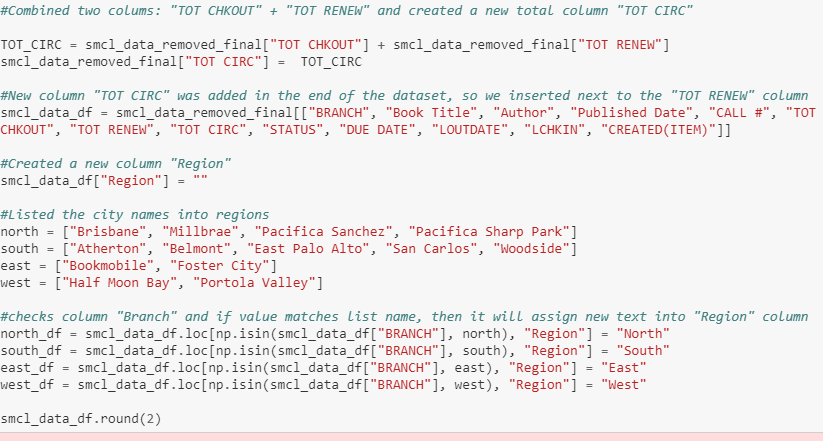 #Combined two colums: "TOT CHKOUT" + "TOT RENEW" and created a new total column "TOT CIRC"
TOT_CIRC = smcl_data_removed_final["TOT CHKOUT"] + smcl_data_removed_final["TOT RENEW"]
smcl_data_removed_final["TOT CIRC"] =  TOT_CIRC
#New column "TOT CIRC" was added in the end of the dataset, so we inserted next to the "TOT RENEW" column
smcl_data_df = smcl_data_removed_final[["BRANCH", "Book Title", "Author", "Published Date", "CALL #", "TOT
CHKOUT", "TOT RENEW", "TOT CIRC", "STATUS", "DUE DATE", "LOUTDATE", "LCHKIN", "CREATED(ITEM)"]]
#Created a new column "Region"
smcl_data_df["Region"] = ""
#Listed the city names into regions
north = ["Brisbane", "Millbrae", "Pacifica Sanchez", "Pacifica Sharp Park"]
south = ["Atherton", "Belmont", "East Palo Alto", "San Carlos", "Woodside"]
east = ["Bookmobile", "Foster City"]
west = ["Half Moon Bay", "Portola Valley"]
#checks column "Branch" and if value matches list name, then it will assign new text into "Region" column
north_df = smcl_data_df.loc[np.isin(smcl_data_df["BRANCH"], north), "Region"] = "North"
south_df = smcl_data_df.loc[np.isin(smcl_data_df["BRANCH"], south), "Region"] = "South"
east_df = smcl_data_df.loc[np.isin(smcl_data_df["BRANCH"], east), "Region"] = "East"
west_df = smcl_data_df.loc[np.isin(smcl_data_df["BRANCH"], west), "Region"] = "West"
smcl_data_df.round(2)